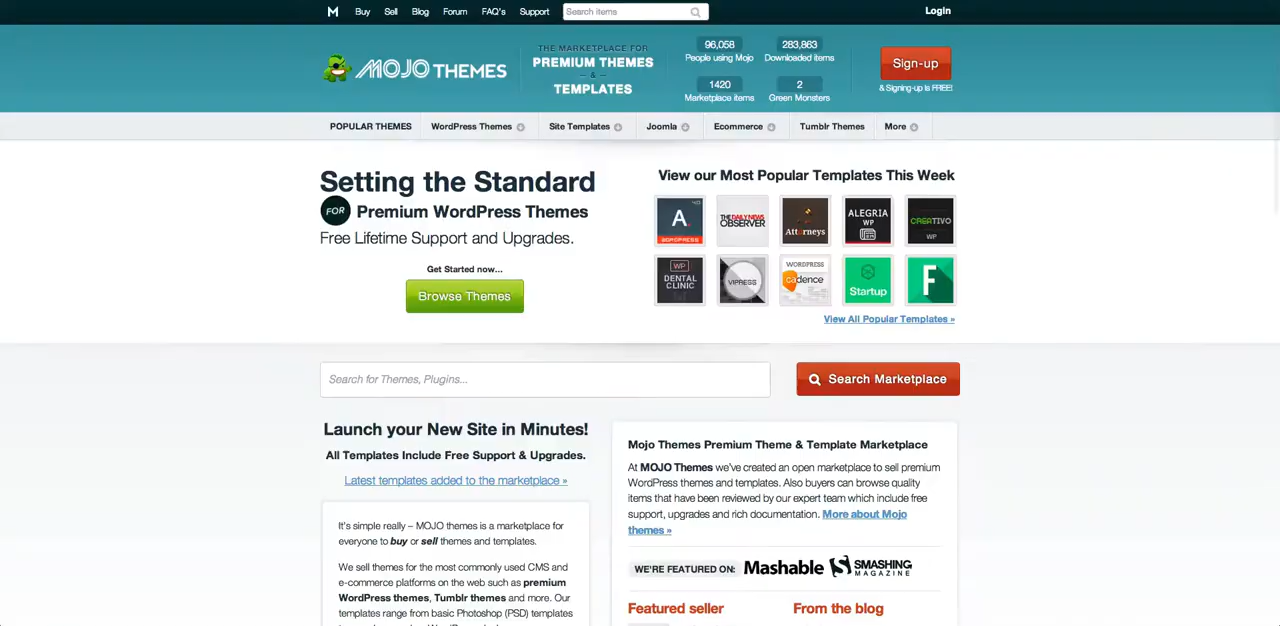 M Buy Sell Blog Forum FAQ's Support Search items Login
MOJO THEMES
THE MARKETPLACE FOR
PREMIUM THEMES
&
TEMPLATES
96,058
People using Mojo
283,863
Downloaded items
1420
Marketplace items
2
Green Monsters
Sign-up
& Signing-up is FREE!
POPULAR THEMES WordPress Themes Site Templates Joomla Ecommerce Tumblr Themes More
Setting the Standard
FOR Premium WordPress Themes
Free Lifetime Support and Upgrades.
Get Started now...
Browse Themes
View our Most Popular Templates This Week
A
WORDPRESS
THE DAILY NEWS
OBSERVER
Attorneys
ALEGRIA
WP
CREATIVO
WP
WP
DENTAL
CLINIC
VIPRESS
WORDPRESS
cadence
Startup
F
View All Popular Templates »
Search for Themes, Plugins...
Search Marketplace
Launch your New Site in Minutes!
All Templates Include Free Support & Upgrades.
Latest templates added to the marketplace »
It's simple really – MOJO themes is a marketplace for
everyone to buy or sell themes and templates.
We sell themes for the most commonly used CMS and
e-commerce platforms on the web such as premium
WordPress themes, Tumblr themes and more. Our
templates range from basic Photoshop (PSD) templates
Mojo Themes Premium Theme & Template Marketplace
At MOJO Themes we've created an open marketplace to sell premium
WordPress themes and templates. Also buyers can browse quality
items that have been reviewed by our expert team which include free
support, upgrades and rich documentation. More about Mojo
themes »
WE'RE FEATURED ON: Mashable SMASHING
MAGAZINE
Featured seller
From the blog